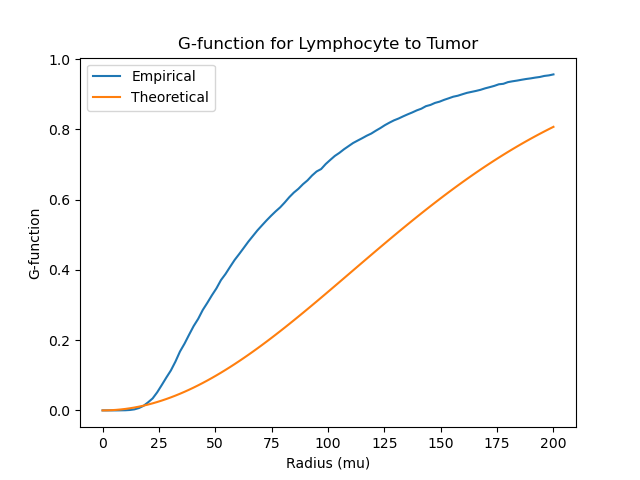 G-function for Lymphocyte to Tumor
Empirical
Theoretical
G-function
1.0
0.8
0.6
0.4
0.2
0.0
0 25 50 75 100 125 150 175 200
Radius (mu)